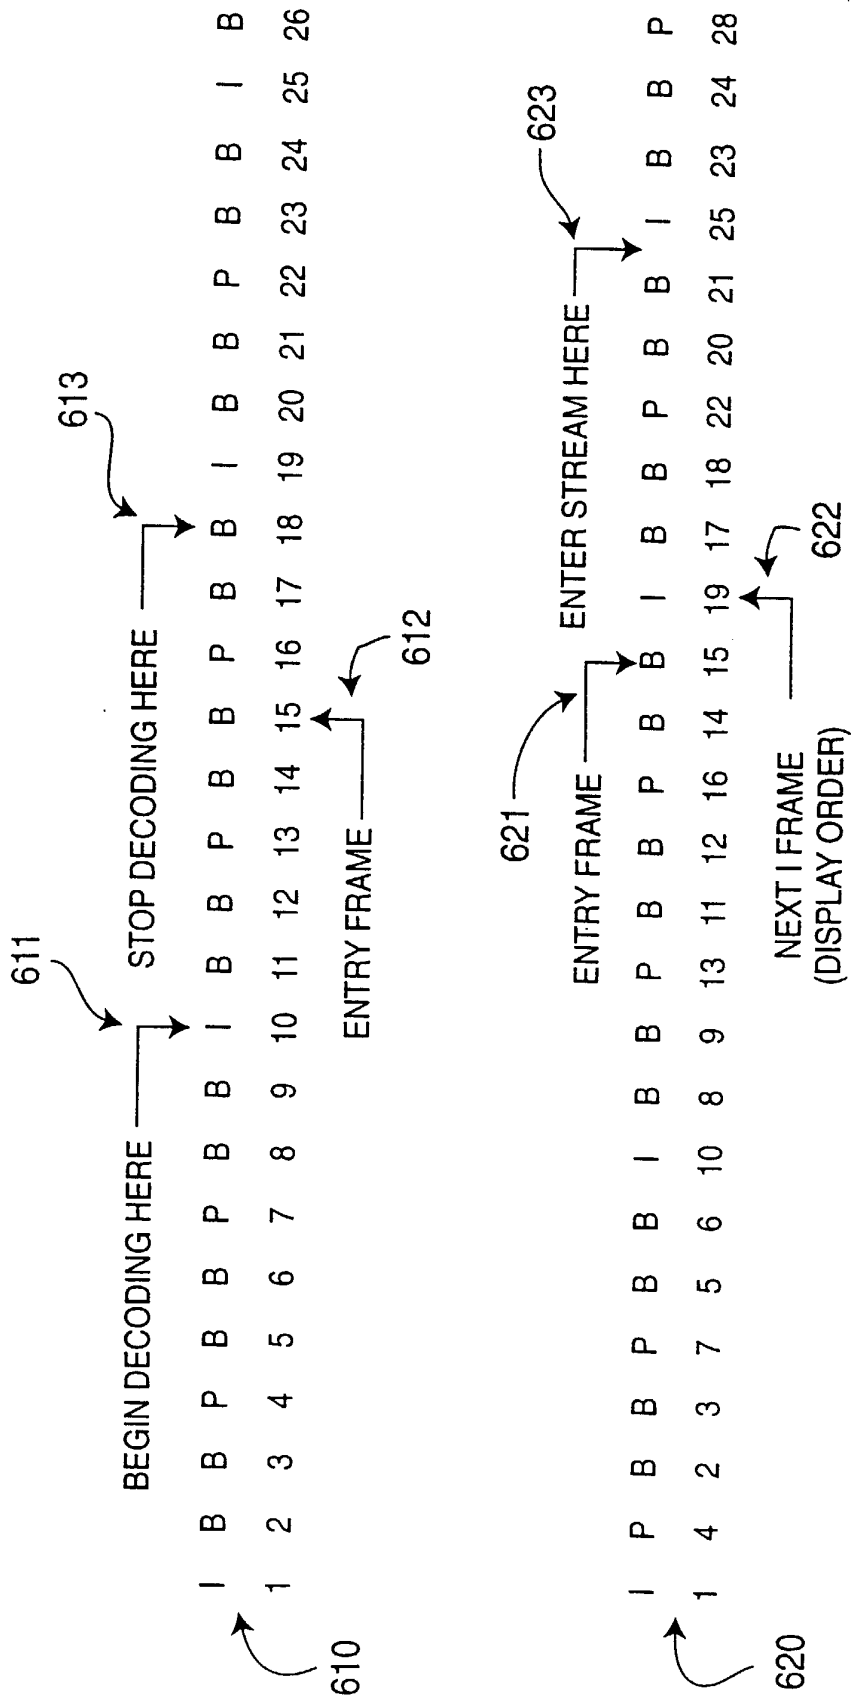 611
613
BEGIN DECODING HERE
STOP DECODING HERE
I B B P B B P B B I B B P B B P B B I B B P B B I B
1 2 3 4 5 6 7 8 9 10 11 12 13 14 15 16 17 18 19 20 21 22 23 24 25 26
610
ENTRY FRAME
612
621
623
ENTRY FRAME
ENTER STREAM HERE
I P B B P B B I B B P B B P B B I B B P B B I B B P
1 4 2 3 7 5 6 10 8 9 13 11 12 16 14 15 19 17 18 22 20 21 25 23 24 28
620
NEXT I FRAME
(DISPLAY ORDER)
622